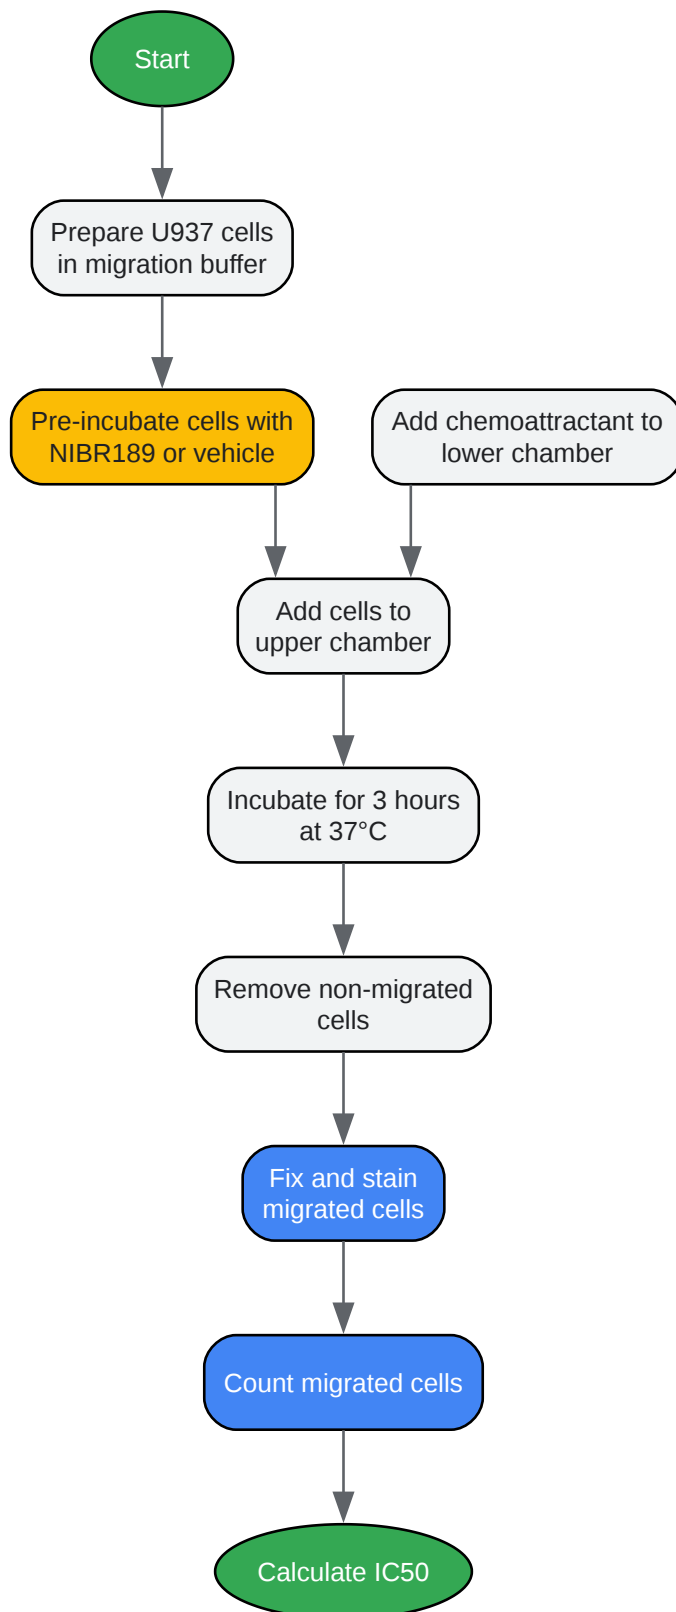 Start
Prepare U937 cells
in migration buffer
Pre-incubate cells with
NIBR189 or vehicle
Add chemoattractant to
lower chamber
Add cells to
upper chamber
Incubate for 3 hours
at 37°C
Remove non-migrated
cells
Fix and stain
migrated cells
Count migrated cells
Calculate IC50